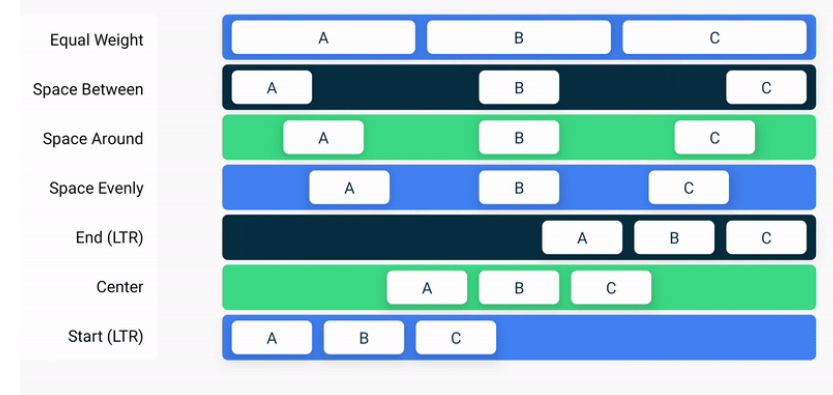 Equal Weight A B C
Space Between A B C
Space Around A B C
Space Evenly A B C
End (LTR) A B C
Center A B C
Start (LTR) A B C